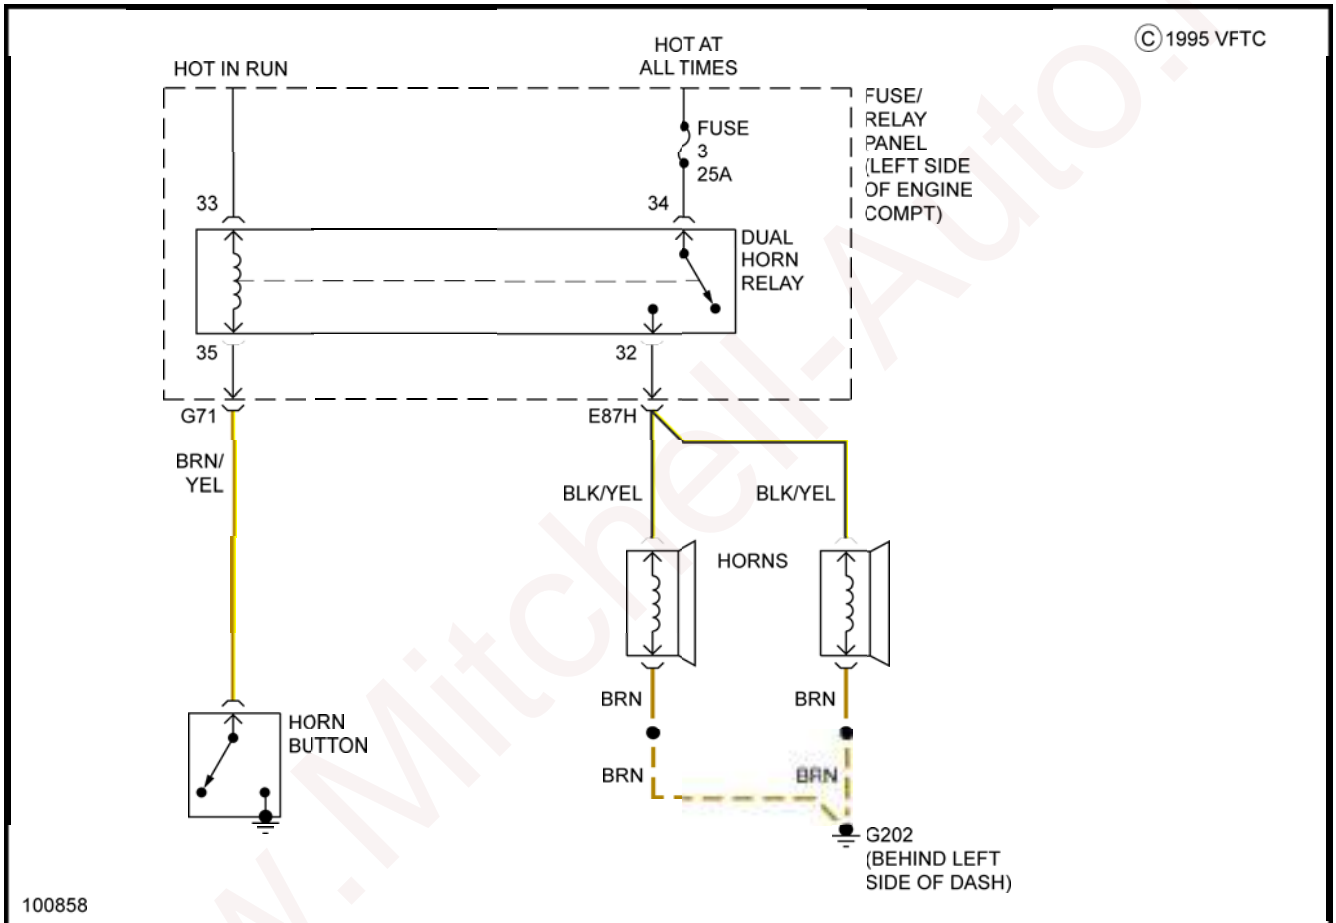 © 1995 VFTC
HOT IN RUN
HOT AT
ALL TIMES
FUSE/
RELAY
PANEL
(LEFT SIDE
OF ENGINE
COMPT)
FUSE
3
25A
33
34
DUAL
HORN
RELAY
35
32
G71
E87H
BRN/
YEL
BLK/YEL
BLK/YEL
HORNS
BRN
BRN
HORN
BUTTON
BRN
BRN
G202
(BEHIND LEFT
SIDE OF DASH)
100858
w.Mitchell-Auto.